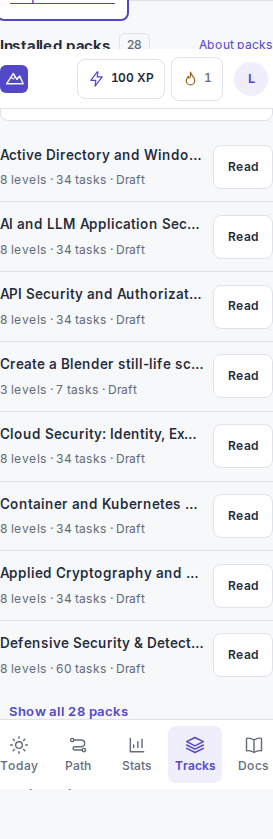 Installed packs 28 About packs
100 XP 1 L
Active Directory and Windo...
8 levels · 34 tasks · Draft
Read
AI and LLM Application Sec...
8 levels · 34 tasks · Draft
Read
API Security and Authorizat...
8 levels · 34 tasks · Draft
Read
Create a Blender still-life sc...
3 levels · 7 tasks · Draft
Read
Cloud Security: Identity, Ex...
8 levels · 34 tasks · Draft
Read
Container and Kubernetes ...
8 levels · 34 tasks · Draft
Read
Applied Cryptography and ...
8 levels · 34 tasks · Draft
Read
Defensive Security & Detect...
8 levels · 60 tasks · Draft
Read
Show all 28 packs
Today Path Stats Tracks Docs